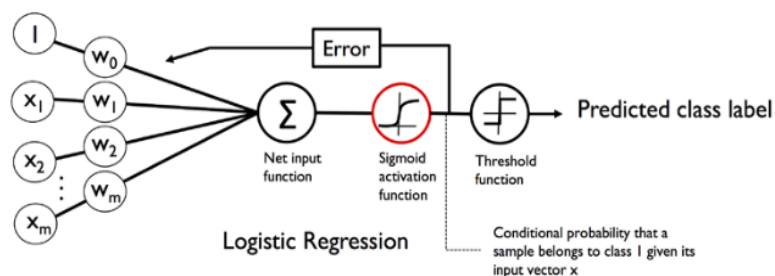 1
w0
Error
x1
w1
Σ
Predicted class label
x2
w2
Net input
function
Sigmoid
activation
function
Threshold
function
⋮
wm
xm
Logistic Regression
Conditional probability that a
sample belongs to class 1 given its
input vector x